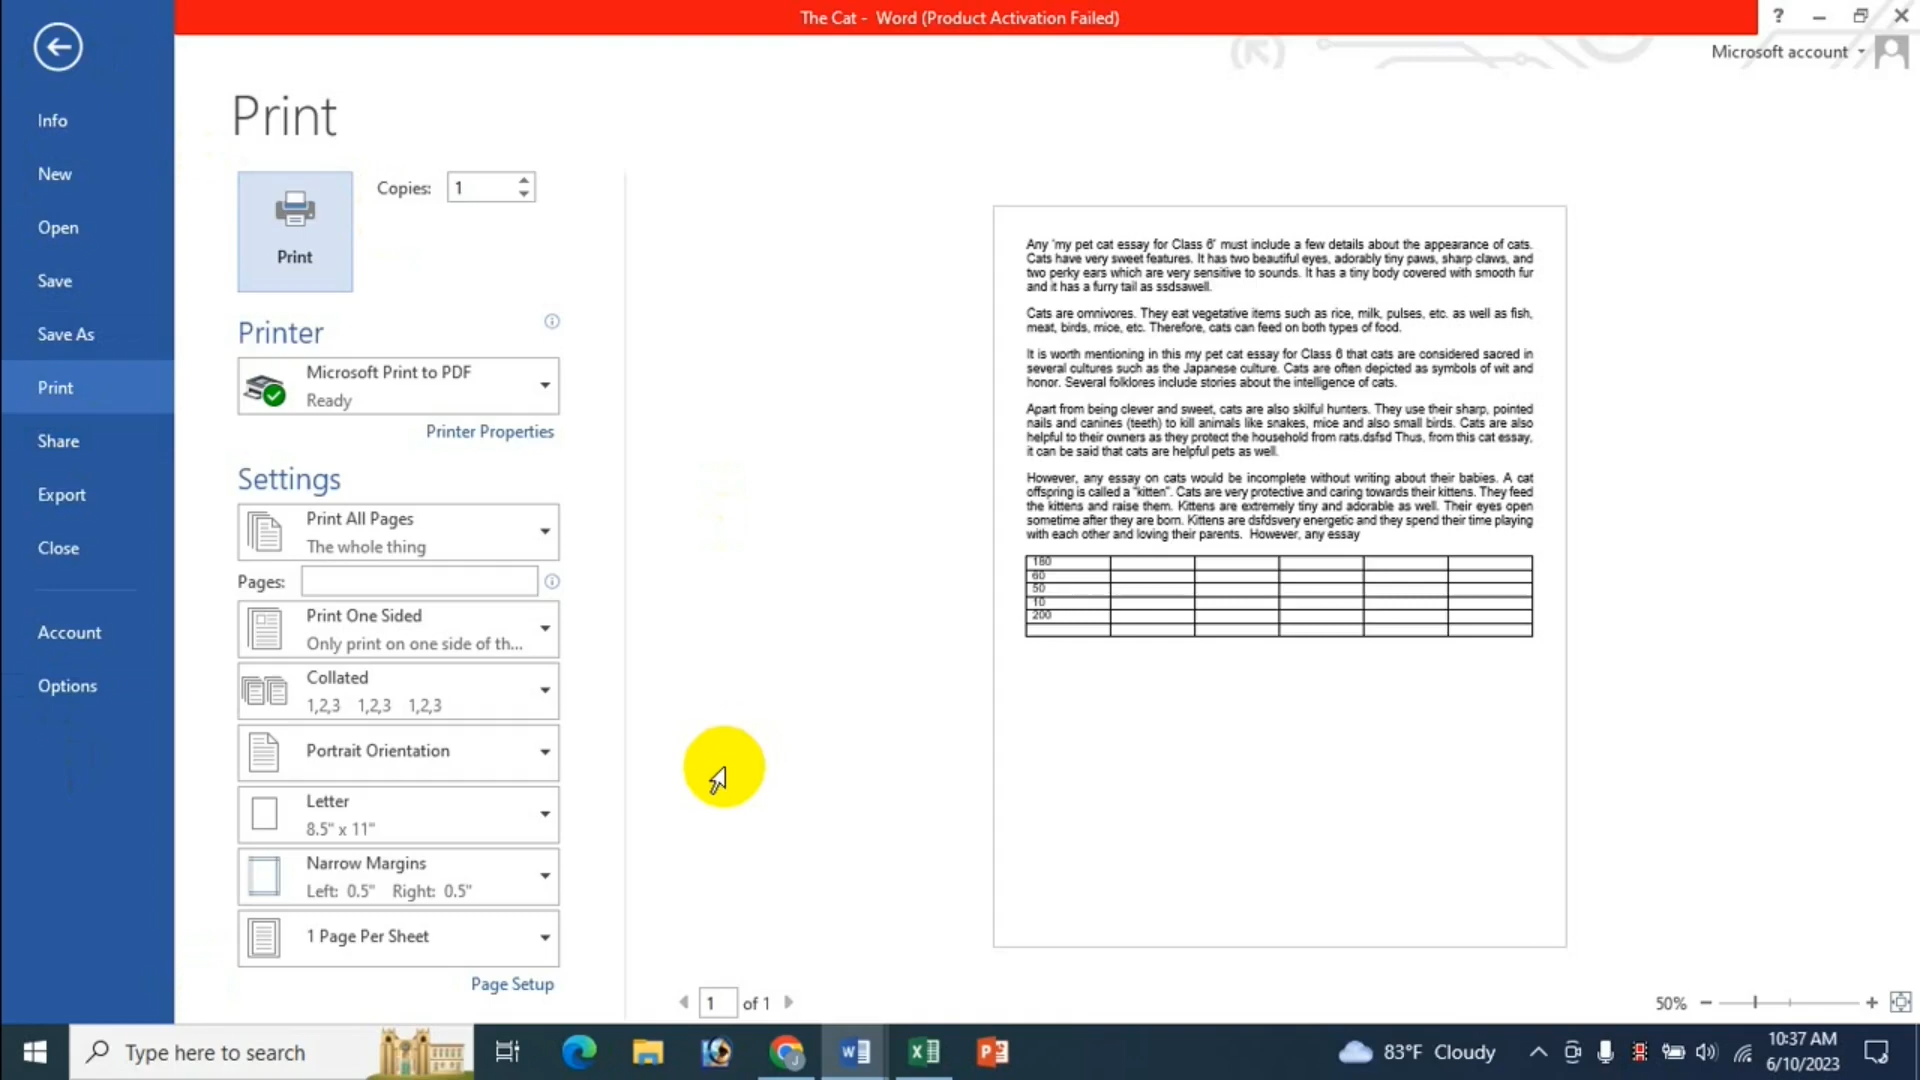 The Cat - Word (Product Activation Failed)
?
Microsoft account
Info
New
Open
Save
Save As
Print
Share
Export
Close
Account
Options
Print
Print
Copies: 1
Printer
Microsoft Print to PDF
Ready
Printer Properties
Settings
Print All Pages
The whole thing
Pages:
Print One Sided
Only print on one side of th...
Collated
1,2,3 1,2,3 1,2,3
Portrait Orientation
Letter
8.5" x 11"
Narrow Margins
Left: 0.5" Right: 0.5"
1 Page Per Sheet
Page Setup
Any 'my pet cat essay for Class 6' must include a few details about the appearance of cats.
Cats have very sweet features. It has two beautiful eyes, adorably tiny paws, sharp claws, and
two perky ears which are very sensitive to sounds. It has a tiny body covered with smooth fur
and it has a furry tail as ssdsawell.
Cats are omnivores. They eat vegetative items such as rice, milk, pulses, etc. as well as fish,
meat, birds, mice, etc. Therefore, cats can feed on both types of food.
It is worth mentioning in this my pet cat essay for Class 6 that cats are considered sacred in
several cultures such as the Japanese culture. Cats are often depicted as symbols of wit and
honor. Several folklores include stories about the intelligence of cats.
Apart from being clever and sweet, cats are also skilful hunters. They use their sharp, pointed
nails and canines (teeth) to kill animals like snakes, mice and also small birds. Cats are also
helpful to their owners as they protect the household from rats.dsfsd Thus, from this cat essay,
it can be said that cats are helpful pets as well.
However, any essay on cats would be incomplete without writing about their babies. A cat
offspring is called a "kitten". Cats are very protective and caring towards their kittens. They feed
the kittens and raise them. Kittens are extremely tiny and adorable as well. Their eyes open
sometime after they are born. Kittens are dsfdsvery energetic and they spend their time playing
with each other and loving their parents. However, any essay
180
60
50
10
200
1 of 1
50%
Type here to search
83°F Cloudy
10:37 AM
6/10/2023